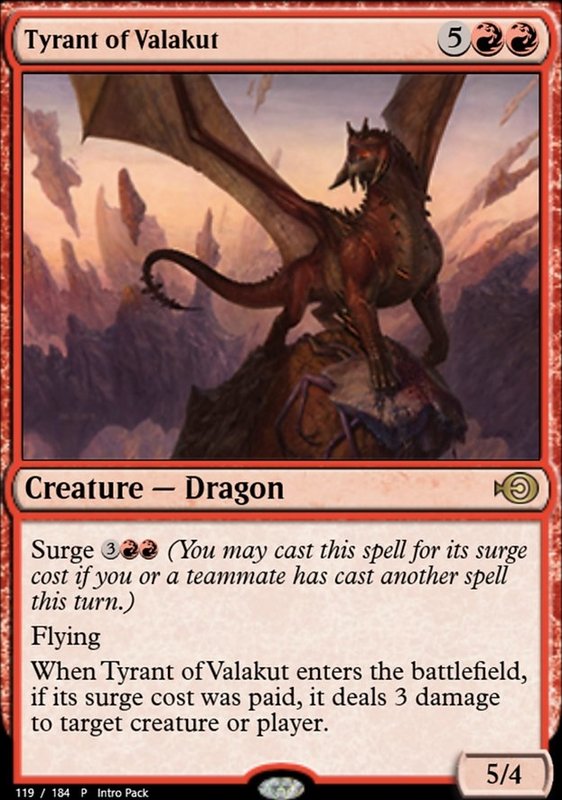 Tyrant of Valakut 5
Creature — Dragon
Surge 3 (You may cast this spell for its surge
cost if you or a teammate has cast another spell
this turn.)
Flying
When Tyrant of Valakut enters the battlefield,
if its surge cost was paid, it deals 3 damage
to target creature or player.
5/4
119 / 184 P Intro Pack